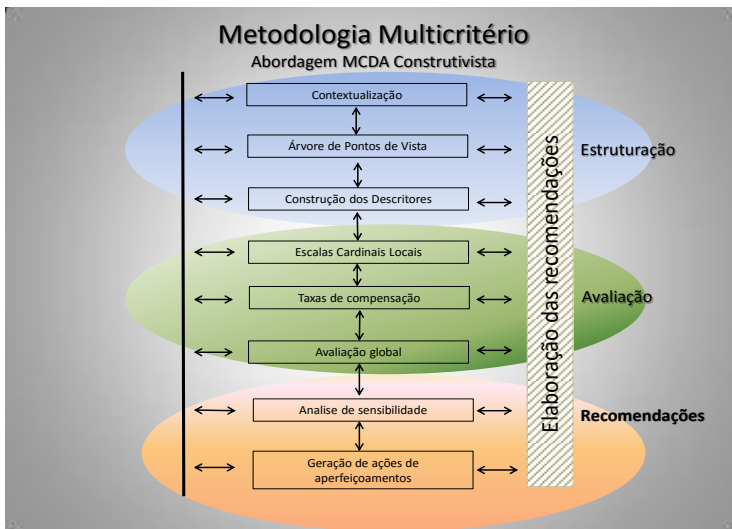 Metodologia Multicritério
Abordagem MCDA Construtivista
Contextualização
Árvore de Pontos de Vista
Construção dos Descritores
Estruturação
Escalas Cardinais Locais
Taxas de compensação
Avaliação global
Avaliação
Analise de sensibilidade
Geração de ações de
aperfeiçoamentos
Recomendações
Elaboração das recomendações